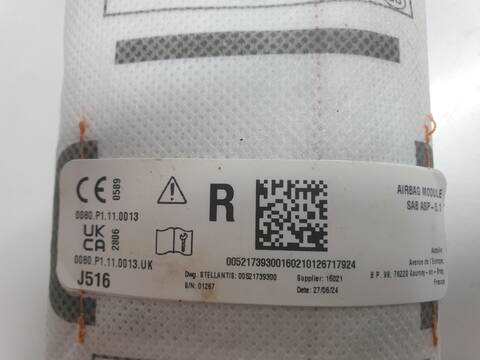 CE 0589
0080.P1.11.0013
UK
CA 2806
0080.P1.11.0013.UK
J516
R
00521739300160210126717924
Dwg. STELLANTIS: 00521739300
Supplier: 16021
S/N: 01267
Date: 27/06/24
AIRBAG MODULE
SAB ASP-5.1
Autoliv
Avenue de l'Europe,
B P. 99, 76220 Gournay-en-Bray,
France